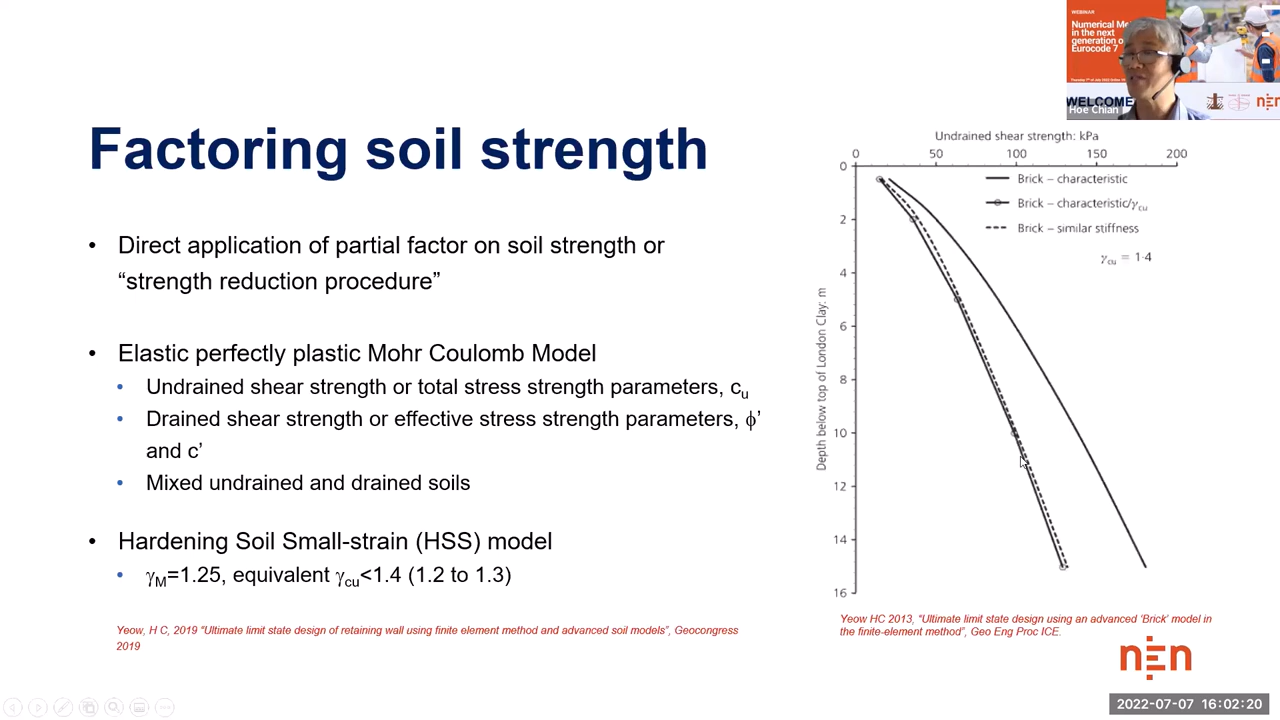 WEBINAR
Numerical Me
in the next
generation o
Eurocode 7
WELCOME
Hoe Chian
nen
Factoring soil strength
• Direct application of partial factor on soil strength or
“strength reduction procedure”
• Elastic perfectly plastic Mohr Coulomb Model
• Undrained shear strength or total stress strength parameters, cu
• Drained shear strength or effective stress strength parameters, ϕ’
and c’
• Mixed undrained and drained soils
• Hardening Soil Small-strain (HSS) model
• γM=1.25, equivalent γcu<1.4 (1.2 to 1.3)
Yeow, H C, 2019 “Ultimate limit state design of retaining wall using finite element method and advanced soil models”, Geocongress
2019
Undrained shear strength: kPa
0 50 100 150 200
Brick – characteristic
Brick – characteristic/γcu
Brick – similar stiffness
γcu = 1·4
Depth below top of London Clay: m
0
2
4
6
8
10
12
14
16
Yeow HC 2013, “Ultimate limit state design using an advanced ‘Brick’ model in
the finite-element method”, Geo Eng Proc ICE.
nen
2022-07-07 16:02:20